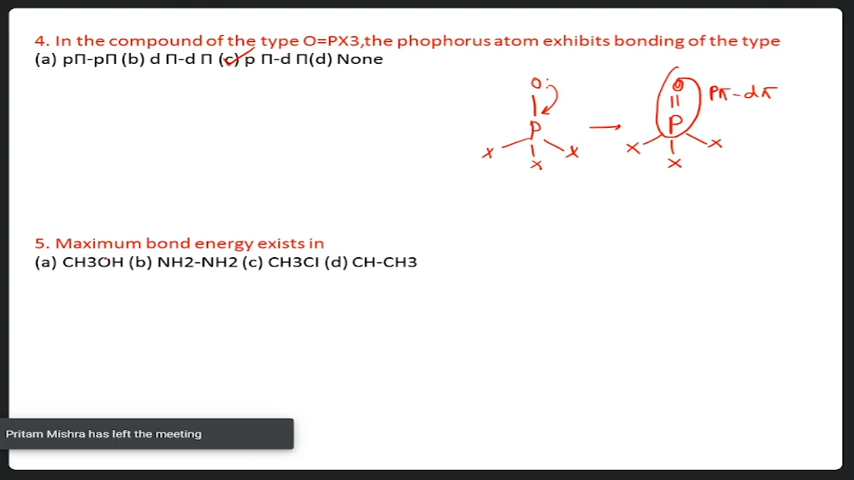 4. In the compound of the type O=PX3,the phophorus atom exhibits bonding of the type
(a) pΠ-pΠ (b) d Π-d Π (c) p Π-d Π(d) None
O:
P
X X X
O
P
X X X
Pπ-dπ
5. Maximum bond energy exists in
(a) CH3OH (b) NH2-NH2 (c) CH3Cl (d) CH-CH3
Pritam Mishra has left the meeting